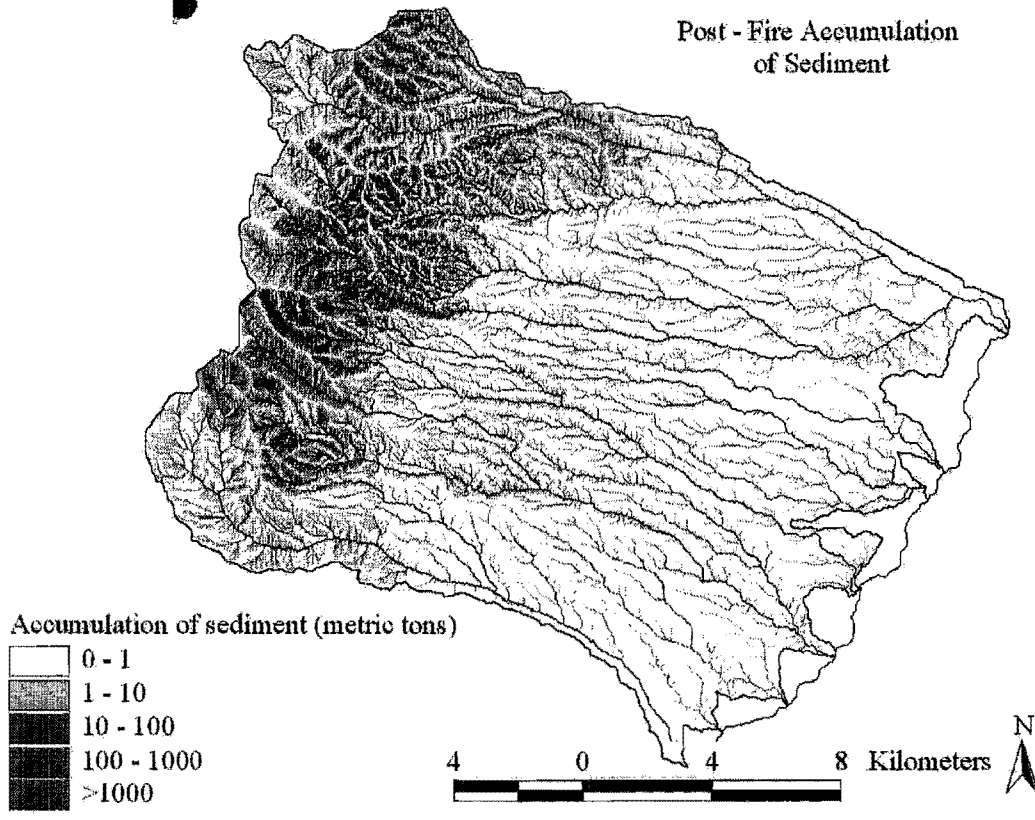 Post - Fire Accumulation
of Sediment
Accumulation of sediment (metric tons)
0 - 1
1 - 10
10 - 100
100 - 1000
>1000
4 0 4 8 Kilometers
N